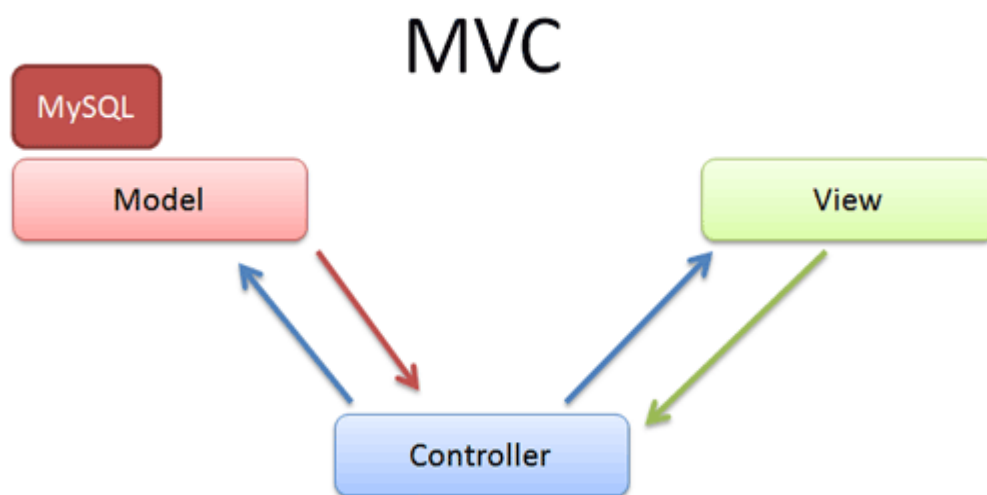 MVC
MySQL
Model
View
Controller